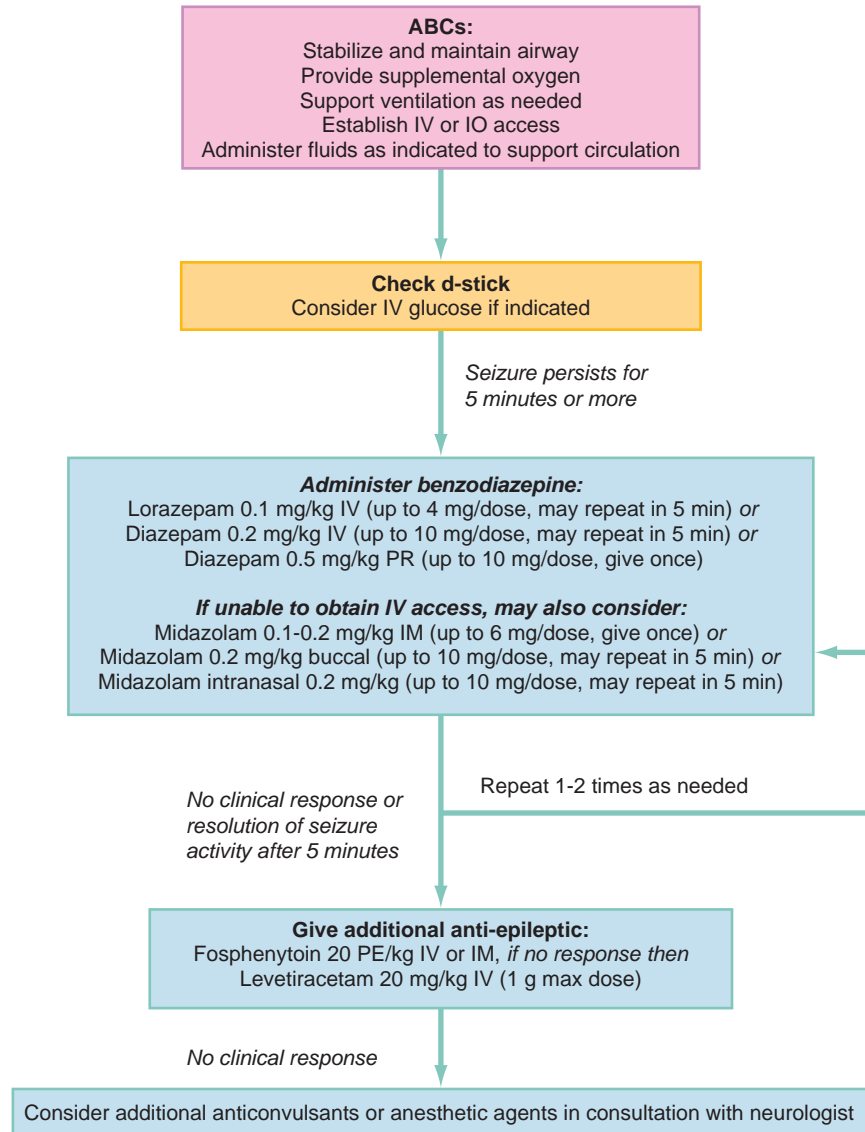 ABCs:
Stabilize and maintain airway
Provide supplemental oxygen
Support ventilation as needed
Establish IV or IO access
Administer fluids as indicated to support circulation
Check d-stick
Consider IV glucose if indicated
Seizure persists for
5 minutes or more
Administer benzodiazepine:
Lorazepam 0.1 mg/kg IV (up to 4 mg/dose, may repeat in 5 min) or
Diazepam 0.2 mg/kg IV (up to 10 mg/dose, may repeat in 5 min) or
Diazepam 0.5 mg/kg PR (up to 10 mg/dose, give once)
If unable to obtain IV access, may also consider:
Midazolam 0.1-0.2 mg/kg IM (up to 6 mg/dose, give once) or
Midazolam 0.2 mg/kg buccal (up to 10 mg/dose, may repeat in 5 min) or
Midazolam intranasal 0.2 mg/kg (up to 10 mg/dose, may repeat in 5 min)
No clinical response or
resolution of seizure
activity after 5 minutes
Repeat 1-2 times as needed
Give additional anti-epileptic:
Fosphenytoin 20 PE/kg IV or IM, if no response then
Levetiracetam 20 mg/kg IV (1 g max dose)
No clinical response
Consider additional anticonvulsants or anesthetic agents in consultation with neurologist